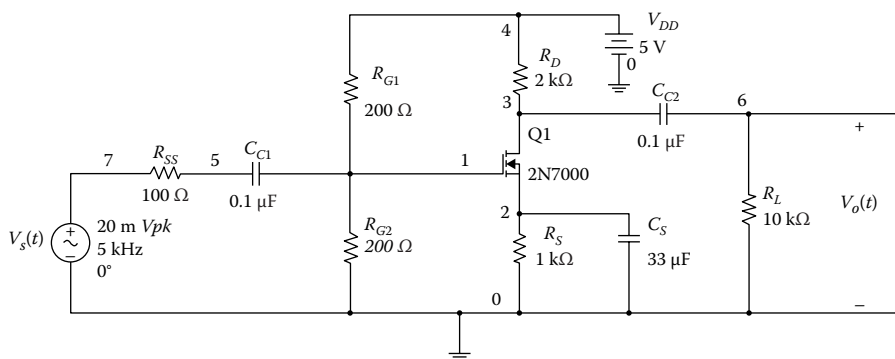 4
V_DD
5 V
0
R_D
2 kΩ
R_G1
200 Ω
3
C_C2
6
0.1 µF
+
Q1
2N7000
7
R_SS
100 Ω
5
C_C1
0.1 µF
1
V_s(t)
+
−
20 m Vpk
5 kHz
0°
R_G2
200 Ω
2
R_S
1 kΩ
C_S
33 µF
R_L
10 kΩ
V_o(t)
0
−